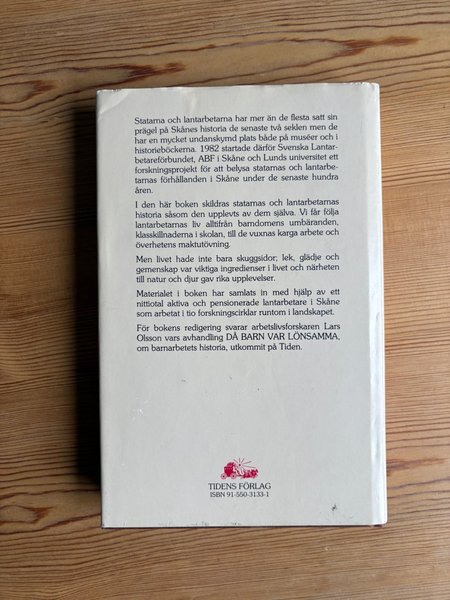 Statarna och lantarbetarna har mer än de flesta satt sin
prägel på Skånes historia de senaste två seklen men de
har en mycket undanskymd plats både på muséer och i
historieböckerna. 1982 startade därför Svenska Lantar-
betareförbundet, ABF i Skåne och Lunds universitet ett
forskningsprojekt för att belysa statarnas och lantarbe-
tarnas förhållanden i Skåne under de senaste hundra
åren.
I den här boken skildras statarnas och lantarbetarnas
historia såsom den upplevts av dem själva. Vi får följa
lantarbetarnas liv alltifrån barndomens umbäranden,
klasskillnaderna i skolan, till de vuxnas karga arbete och
överhetens maktutövning.
Men livet hade inte bara skuggsidor; lek, glädje och
gemenskap var viktiga ingredienser i livet och närheten
till natur och djur gav rika upplevelser.
Materialet i boken har samlats in med hjälp av ett
nittiotal aktiva och pensionerade lantarbetare i Skåne
som arbetat i tio forskningscirklar runtom i landskapet.
För bokens redigering svarar arbetslivsforskaren Lars
Olsson vars avhandling DÅ BARN VAR LÖNSAMMA,
om barnarbetets historia, utkommit på Tiden.
TIDENS FÖRLAG
ISBN 91-550-3133-1